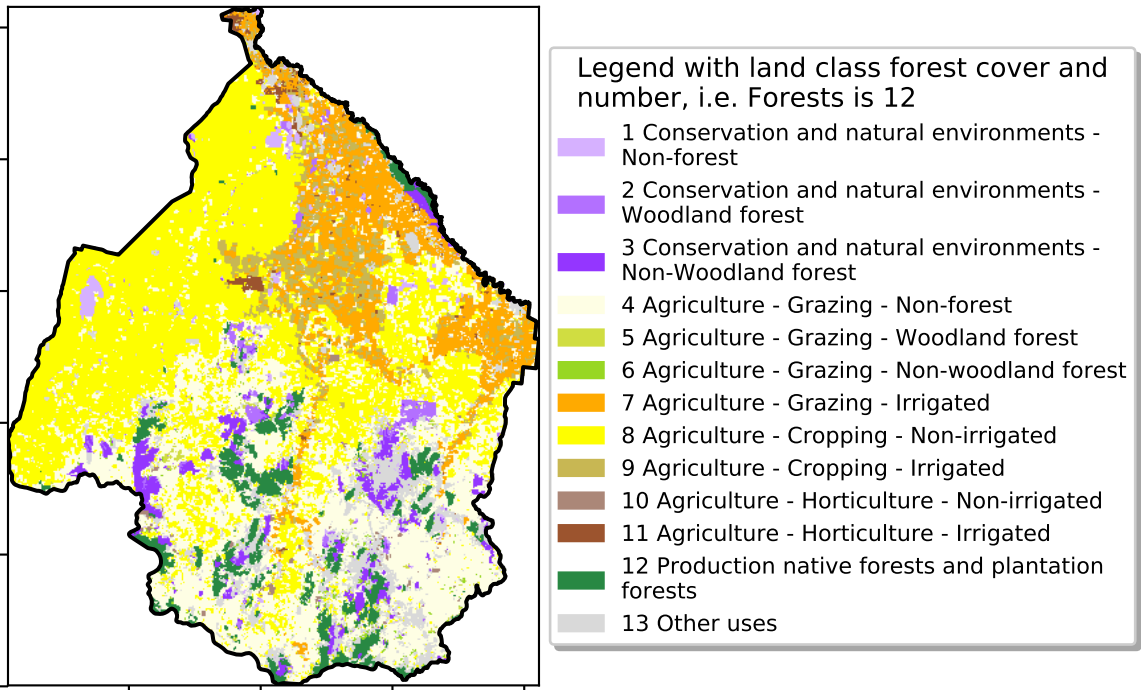 Legend with land class forest cover and
number, i.e. Forests is 12
1 Conservation and natural environments -
Non-forest
2 Conservation and natural environments -
Woodland forest
3 Conservation and natural environments -
Non-Woodland forest
4 Agriculture - Grazing - Non-forest
5 Agriculture - Grazing - Woodland forest
6 Agriculture - Grazing - Non-woodland forest
7 Agriculture - Grazing - Irrigated
8 Agriculture - Cropping - Non-irrigated
9 Agriculture - Cropping - Irrigated
10 Agriculture - Horticulture - Non-irrigated
11 Agriculture - Horticulture - Irrigated
12 Production native forests and plantation
forests
13 Other uses